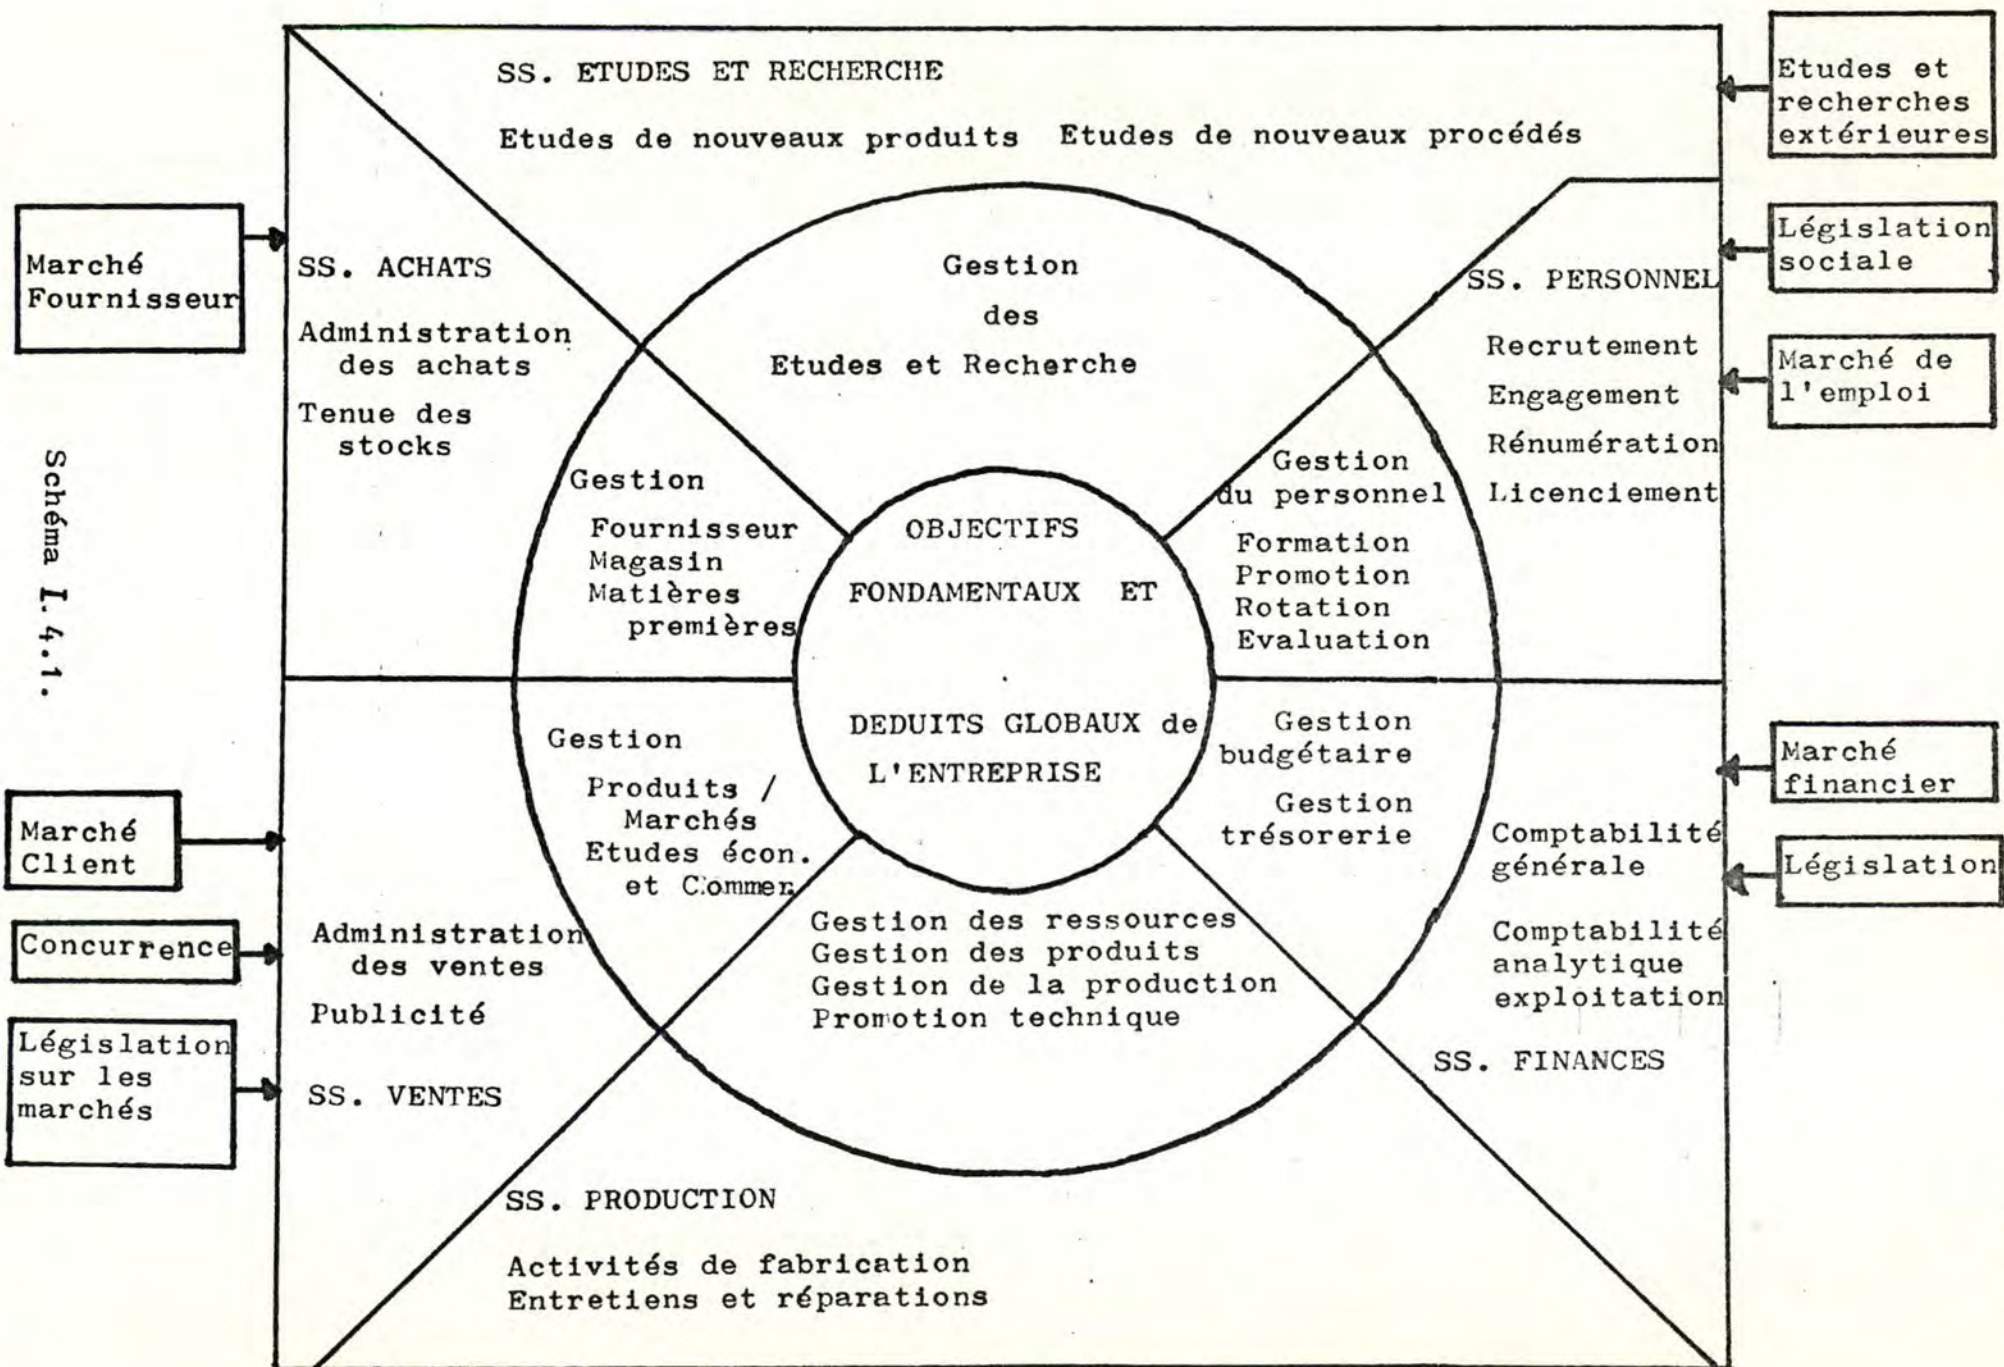 SS. ETUDES ET RECHERCHE
Etudes de nouveaux produits Etudes de nouveaux procédés
Etudes et
recherches
extérieures
Marché
Fournisseur
SS. ACHATS
Administration
des achats
Tenue des
stocks
Gestion
des
Etudes et Recherche
SS. PERSONNEL
Recrutement
Engagement
Rénumération
Licenciement
Législation
sociale
Marché de
l'emploi
Schéma I.4.1.
Gestion
Fournisseur
Magasin
Matières
premières
OBJECTIFS
FONDAMENTAUX ET
DEDUITS GLOBAUX de
L'ENTREPRISE
Gestion
du personnel
Formation
Promotion
Rotation
Evaluation
Gestion
Produits /
Marchés
Etudes écon.
et Commer.
Gestion
budgétaire
Gestion
trésorerie
Marché
financier
Législation
Comptabilité
générale
Comptabilité
analytique
exploitation
SS. FINANCES
Marché
Client
Concurrence
Législation
sur les
marchés
Administration
des ventes
Publicité
SS. VENTES
Gestion des ressources
Gestion des produits
Gestion de la production
Promotion technique
SS. PRODUCTION
Activités de fabrication
Entretiens et réparations